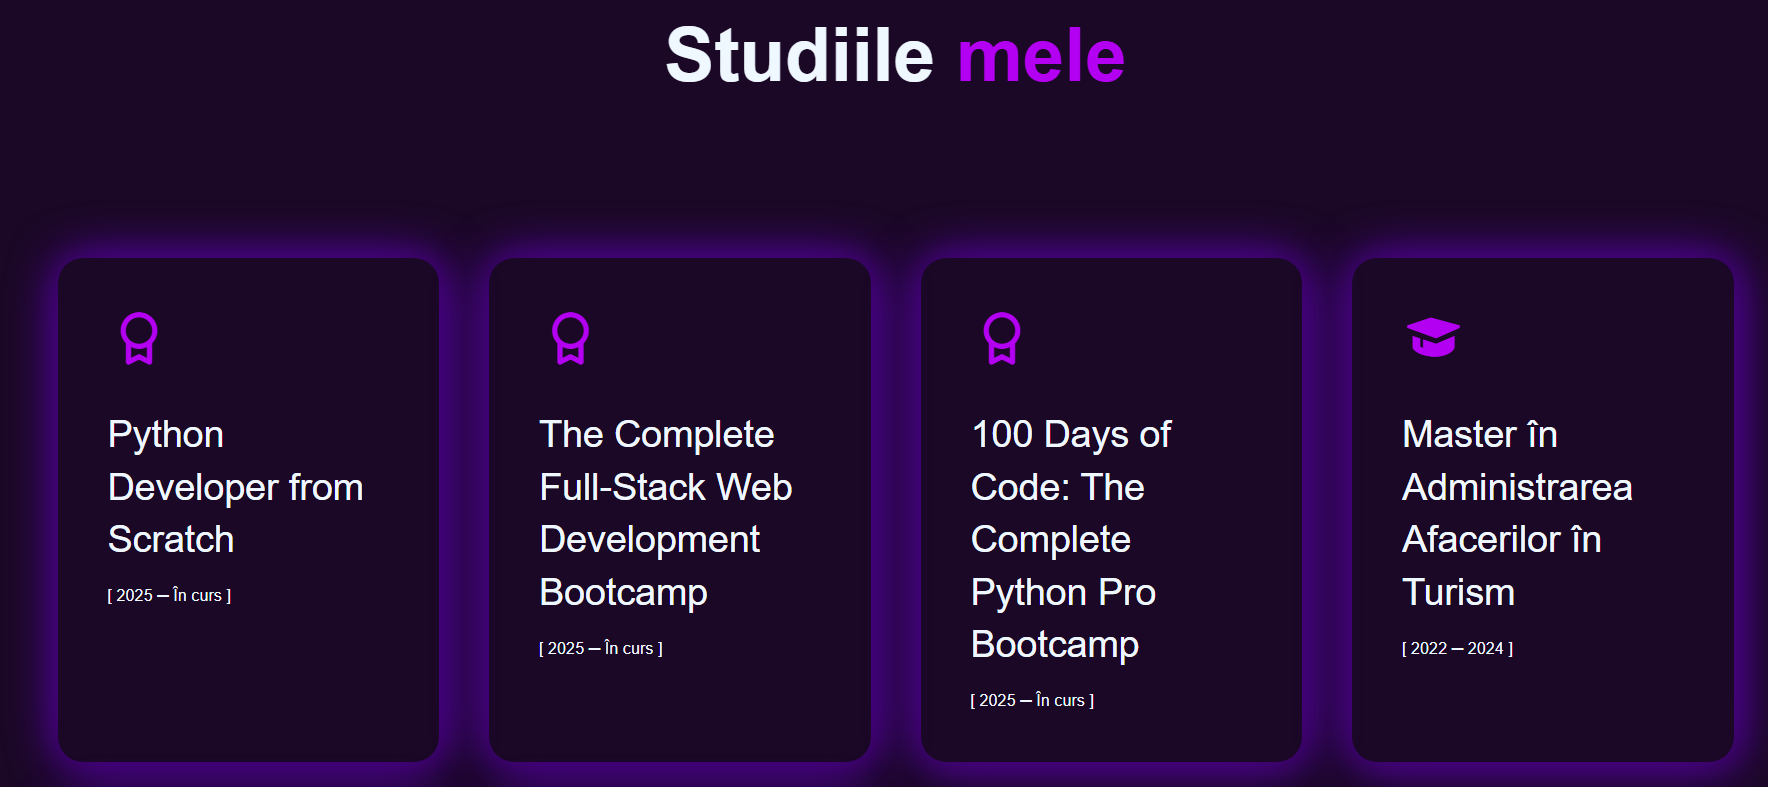 Studiile mele
Python
Developer from
Scratch
[ 2025 — În curs ]
The Complete
Full-Stack Web
Development
Bootcamp
[ 2025 — În curs ]
100 Days of
Code: The
Complete
Python Pro
Bootcamp
[ 2025 — În curs ]
Master în
Administrarea
Afacerilor în
Turism
[ 2022 — 2024 ]